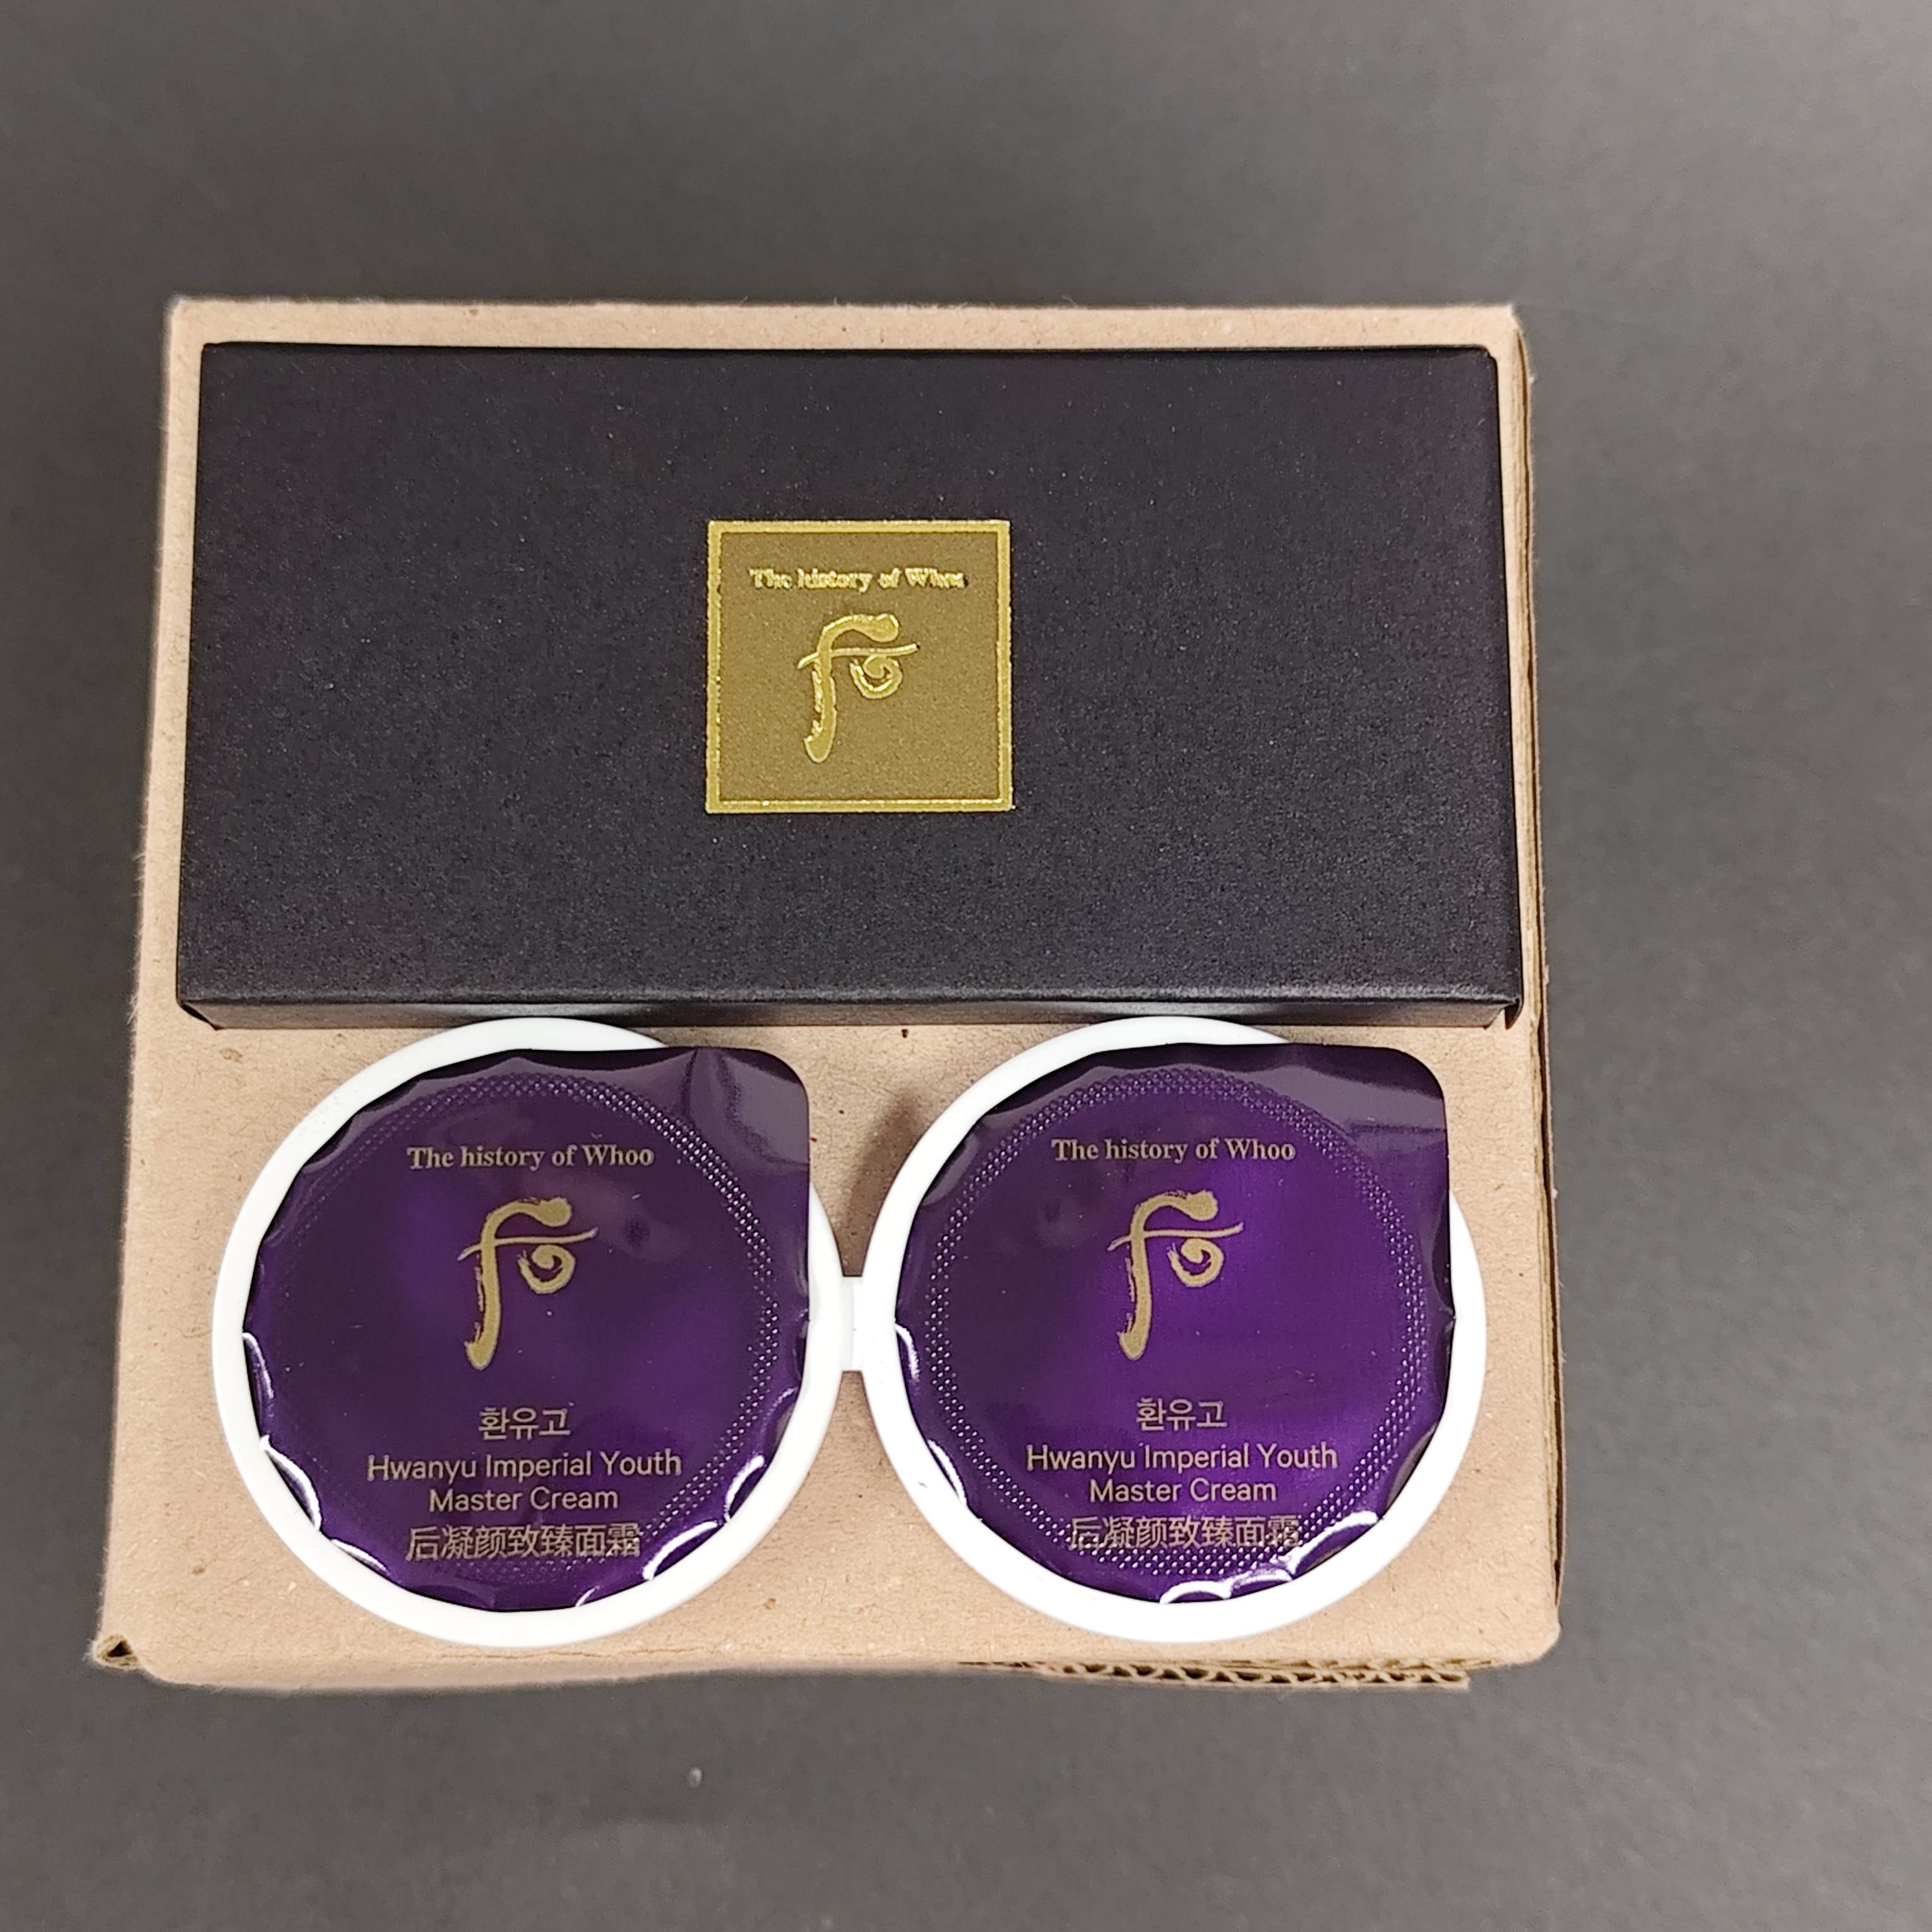 The history of Whoo
The history of Whoo
환유고
Hwanyu Imperial Youth
Master Cream
后凝颜致臻面霜
The history of Whoo
환유고
Hwanyu Imperial Youth
Master Cream
后凝颜致臻面霜